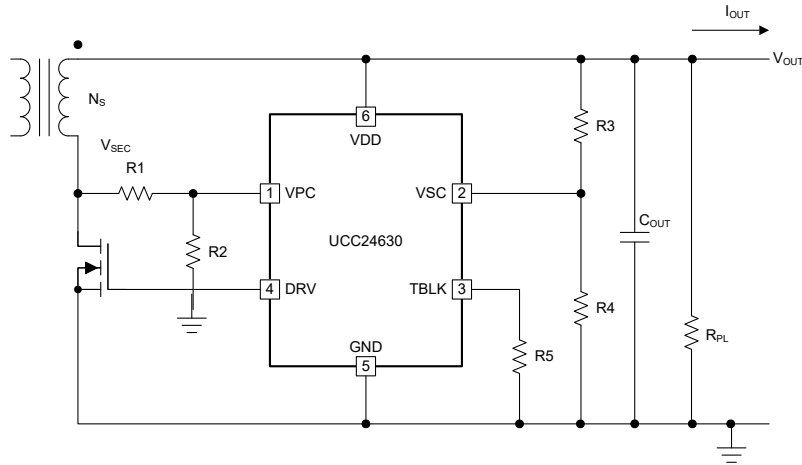 I_OUT
V_OUT
N_S
6
VDD
R3
V_SEC
R1
1 VPC
VSC 2
C_OUT
UCC24630
R2
4 DRV
TBLK 3
R4
R_PL
GND
5
R5